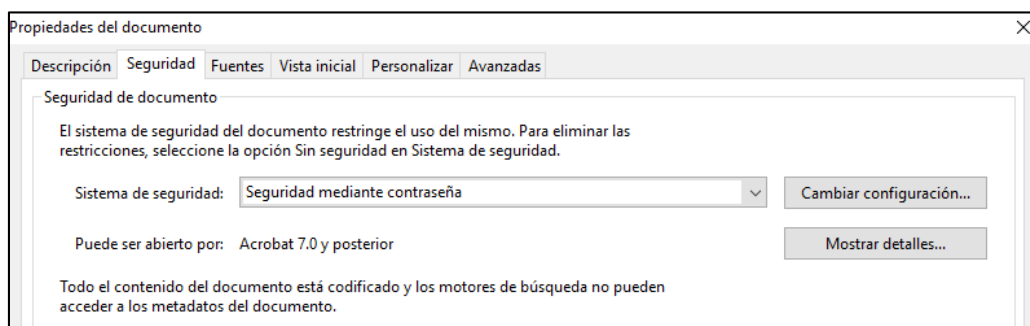 Propiedades del documento
Descripción Seguridad Fuentes Vista inicial Personalizar Avanzadas
Seguridad de documento
El sistema de seguridad del documento restringe el uso del mismo. Para eliminar las
restricciones, seleccione la opción Sin seguridad en Sistema de seguridad.
Sistema de seguridad: Seguridad mediante contraseña Cambiar configuración...
Puede ser abierto por: Acrobat 7.0 y posterior Mostrar detalles...
Todo el contenido del documento está codificado y los motores de búsqueda no pueden
acceder a los metadatos del documento.